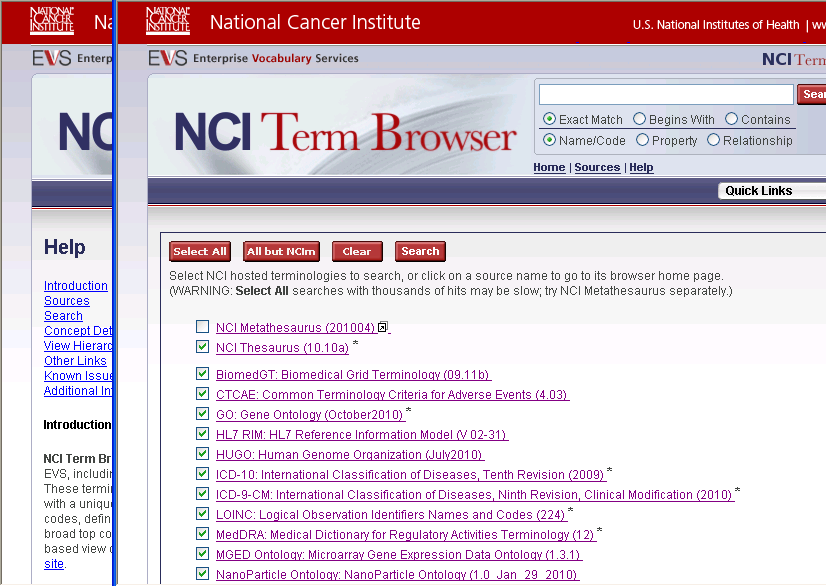 NATIONAL
CANCER
INSTITUTE
Na
EVS Enterp
NC
Help
Introduction
Sources
Search
Concept Det
View Hierarc
Other Links
Known Issue
Additional In
Introduction
NCI Term Br
EVS, includin
These termi
with a uniqu
codes, defin
broad top co
based view o
site.
NATIONAL
CANCER
INSTITUTE
National Cancer Institute
U.S. National Institutes of Health | ww
EVS Enterprise Vocabulary Services
NCI Term
NCI Term Browser
Sear
Exact Match Begins With Contains
Name/Code Property Relationship
Home | Sources | Help
Quick Links
Select All All but NCIm Clear Search
Select NCI hosted terminologies to search, or click on a source name to go to its browser home page.
(WARNING: Select All searches with thousands of hits may be slow; try NCI Metathesaurus separately.)
NCI Metathesaurus (201004)
NCI Thesaurus (10.10a) *
BiomedGT: Biomedical Grid Terminology (09.11b)
CTCAE: Common Terminology Criteria for Adverse Events (4.03)
GO: Gene Ontology (October2010) *
HL7 RIM: HL7 Reference Information Model (V 02-31)
HUGO: Human Genome Organization (July2010)
ICD-10: International Classification of Diseases, Tenth Revision (2009) *
ICD-9-CM: International Classification of Diseases, Ninth Revision, Clinical Modification (2010) *
LOINC: Logical Observation Identifiers Names and Codes (224) *
MedDRA: Medical Dictionary for Regulatory Activities Terminology (12) *
MGED Ontology: Microarray Gene Expression Data Ontology (1.3.1)
NanoParticle Ontology: NanoParticle Ontology (1.0_Jan_29_2010)